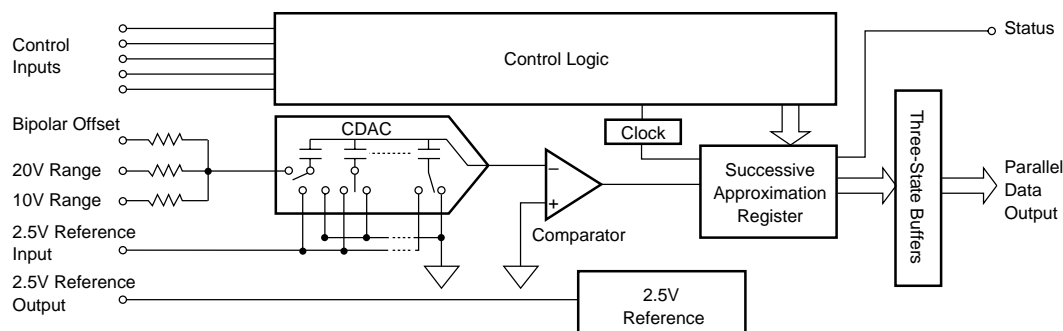 Control
Inputs
Control Logic
Status
Bipolar Offset
20V Range
10V Range
2.5V Reference
Input
2.5V Reference
Output
CDAC
Clock
–
+
Comparator
Successive
Approximation
Register
Three-State Buffers
Parallel
Data
Output
2.5V
Reference